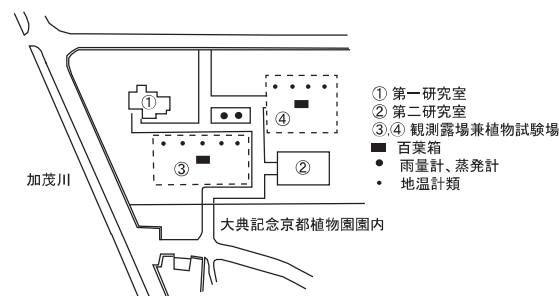 ①
④
③
②
加茂川
大典記念京都植物園園内
① 第一研究室
② 第二研究室
③,④ 観測露場兼植物試験場
百葉箱
雨量計、蒸発計
地温計類